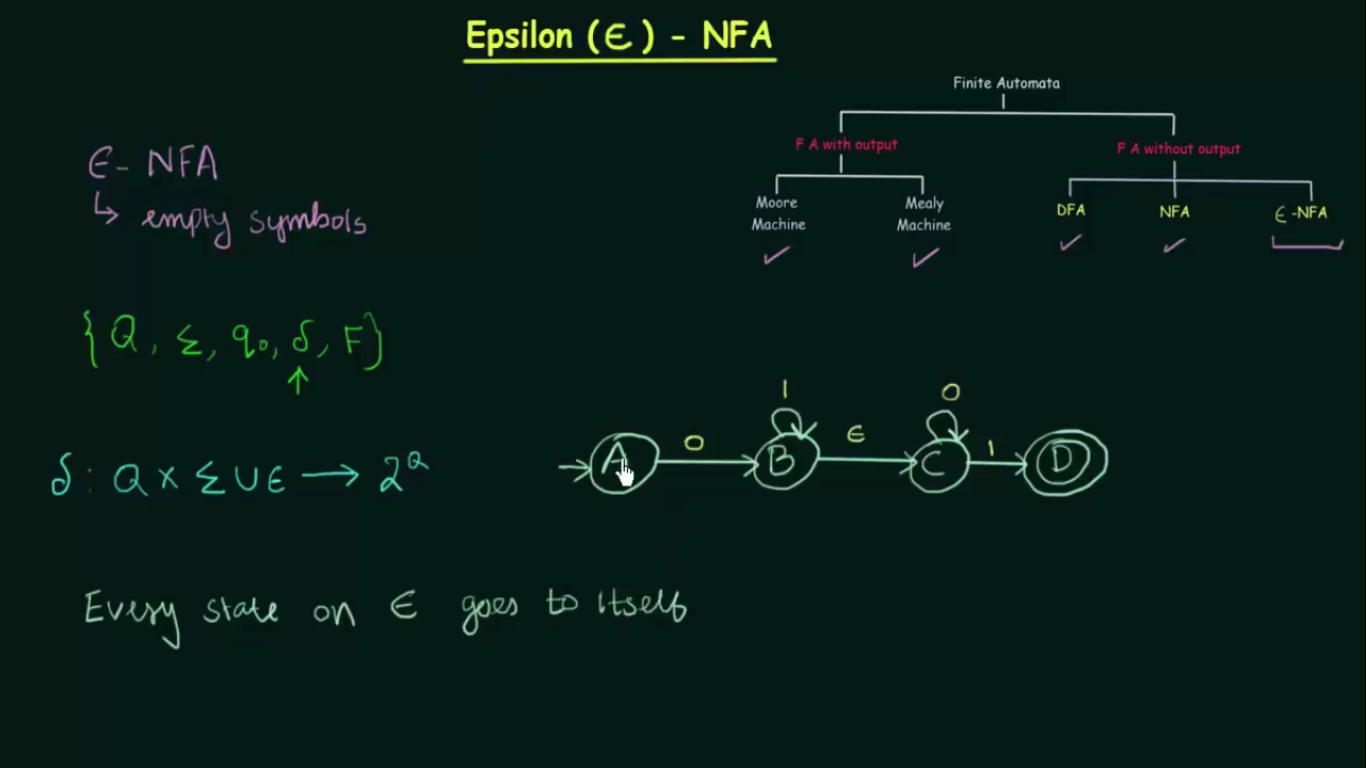 Epsilon (ϵ) - NFA
Finite Automata
F A with output
F A without output
Moore Machine
Mealy Machine
DFA
NFA
ϵ -NFA
ϵ- NFA
↳ empty symbols
{ Q, Σ, q₀, δ, F}
↑
δ : Q X Σ U ϵ → 2^Q
A
0
B
1
ϵ
C
0
1
D
Every state on ϵ goes to itself